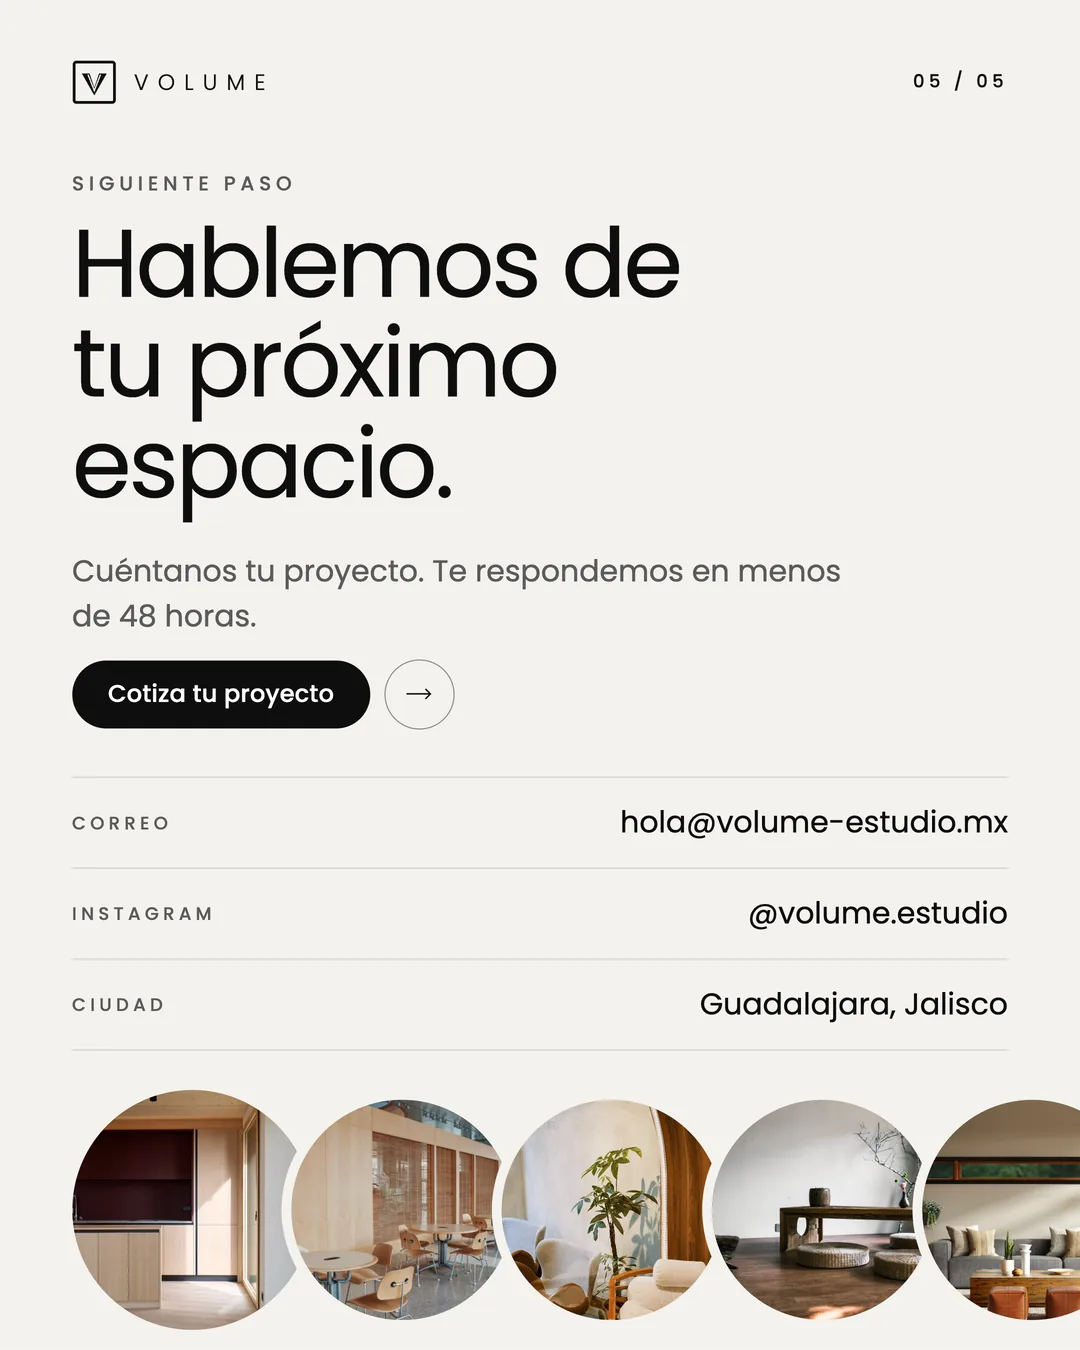 V VOLUME
05 / 05
SIGUIENTE PASO
Hablemos de
tu próximo
espacio.
Cuéntanos tu proyecto. Te respondemos en menos
de 48 horas.
Cotiza tu proyecto →
CORREO hola@volume-estudio.mx
INSTAGRAM @volume.estudio
CIUDAD Guadalajara, Jalisco